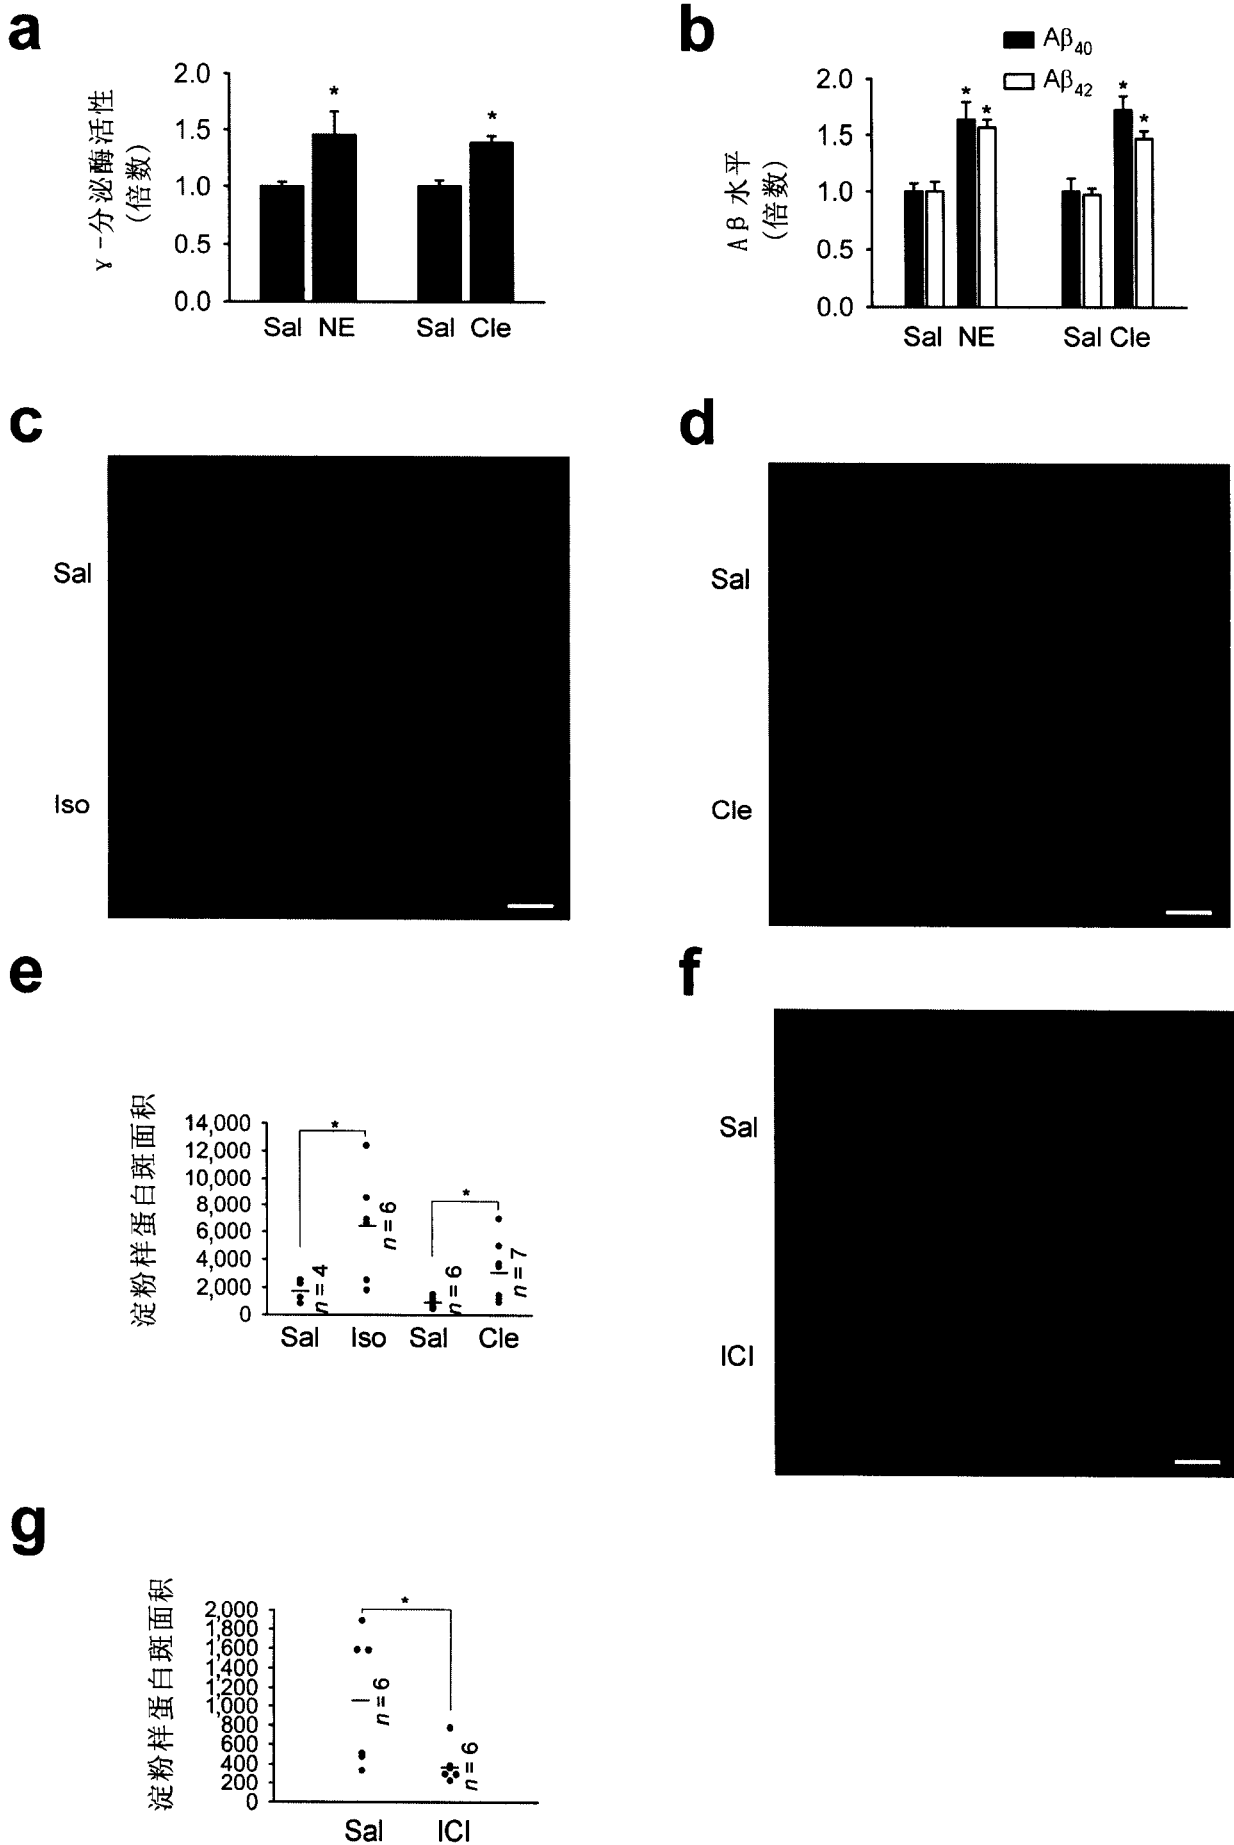 a
γ-分泌酶活性
(倍数)
2.0
1.5
1.0
0.5
0.0
*
*
Sal NE Sal Cle
b
Aβ40
Aβ42
Aβ水平
(倍数)
2.0
1.5
1.0
0.5
0.0
*
*
*
*
Sal NE Sal Cle
c
Sal
Iso
d
Sal
Cle
e
淀粉样蛋白斑面积
14,000
12,000
10,000
8,000
6,000
4,000
2,000
0
*
*
n = 4
n = 6
n = 6
n = 7
Sal Iso Sal Cle
f
Sal
ICI
g
淀粉样蛋白斑面积
2,000
1,800
1,600
1,400
1,200
1,000
800
600
400
200
0
*
n = 6
n = 6
Sal ICI